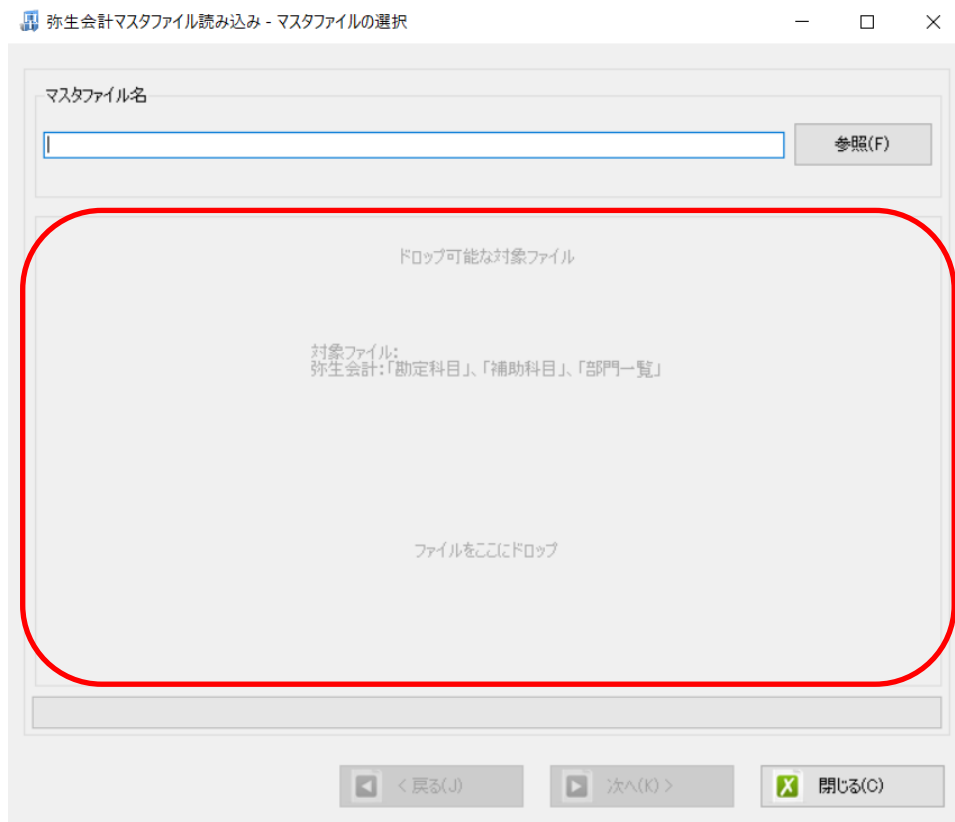 弥生会計マスタファイル読み込み - マスタファイルの選択
マスタファイル名
参照(F)
ドロップ可能な対象ファイル
対象ファイル:
弥生会計:「勘定科目」、「補助科目」、「部門一覧」
ファイルをここにドロップ
< 戻る(J)
次へ(K) >
閉じる(C)